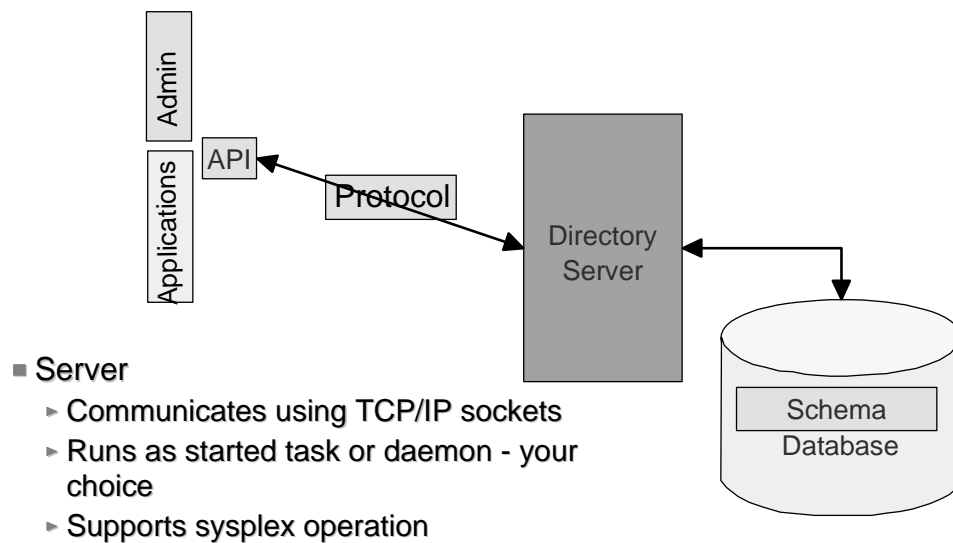 Admin
API
Applications
Protocol
Directory
Server
Schema
Database
Server
Communicates using TCP/IP sockets
Runs as started task or daemon - your
choice
Supports sysplex operation